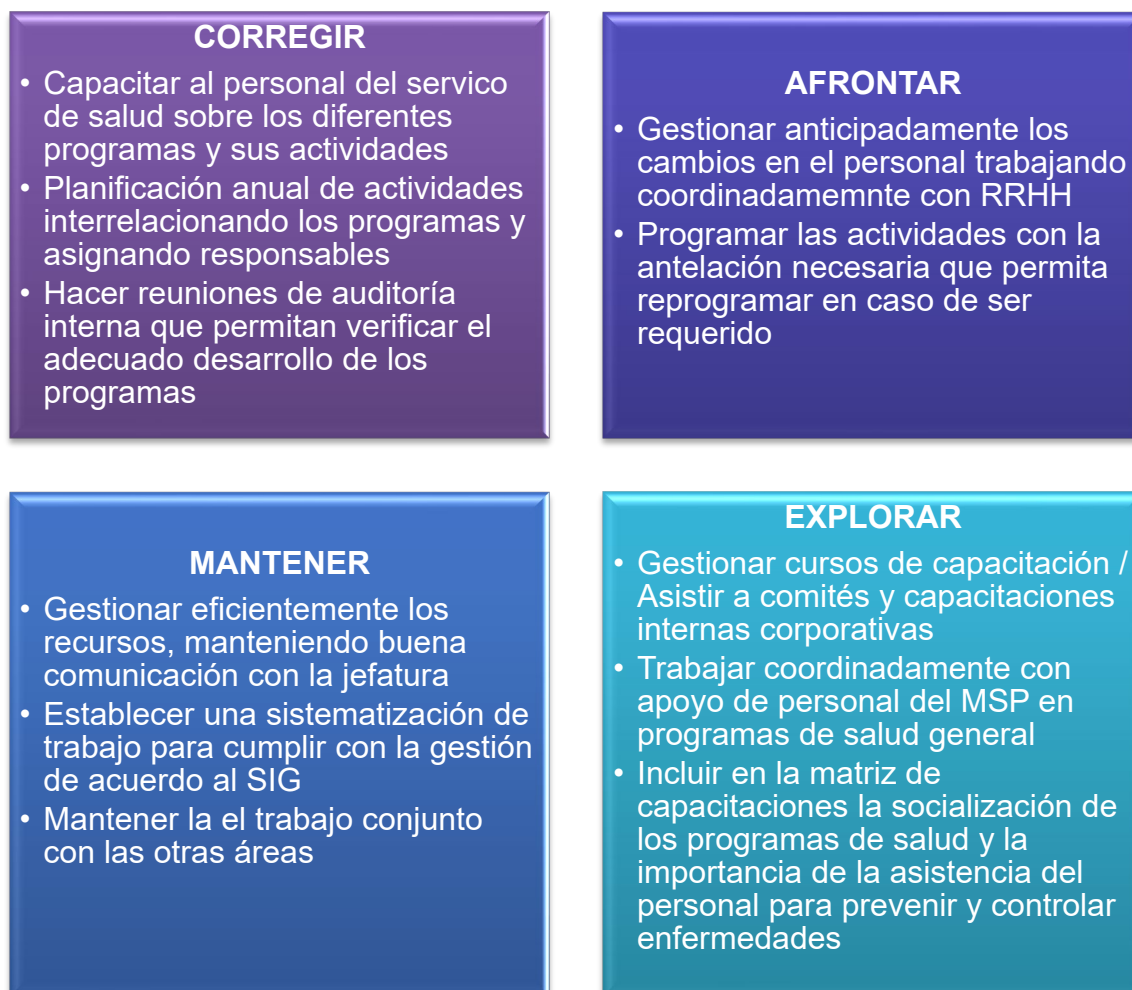 CORREGIR
• Capacitar al personal del servico
de salud sobre los diferentes
programas y sus actividades
• Planificación anual de actividades
interrelacionando los programas y
asignando responsables
• Hacer reuniones de auditoría
interna que permitan verificar el
adecuado desarrollo de los
programas
AFRONTAR
• Gestionar anticipadamente los
cambios en el personal trabajando
coordinadamemnte con RRHH
• Programar las actividades con la
antelación necesaria que permita
reprogramar en caso de ser
requerido
MANTENER
• Gestionar eficientemente los
recursos, manteniendo buena
comunicación con la jefatura
• Establecer una sistematización de
trabajo para cumplir con la gestión
de acuerdo al SIG
• Mantener la el trabajo conjunto
con las otras áreas
EXPLORAR
• Gestionar cursos de capacitación /
Asistir a comités y capacitaciones
internas corporativas
• Trabajar coordinadamente con
apoyo de personal del MSP en
programas de salud general
• Incluir en la matriz de
capacitaciones la socialización de
los programas de salud y la
importancia de la asistencia del
personal para prevenir y controlar
enfermedades